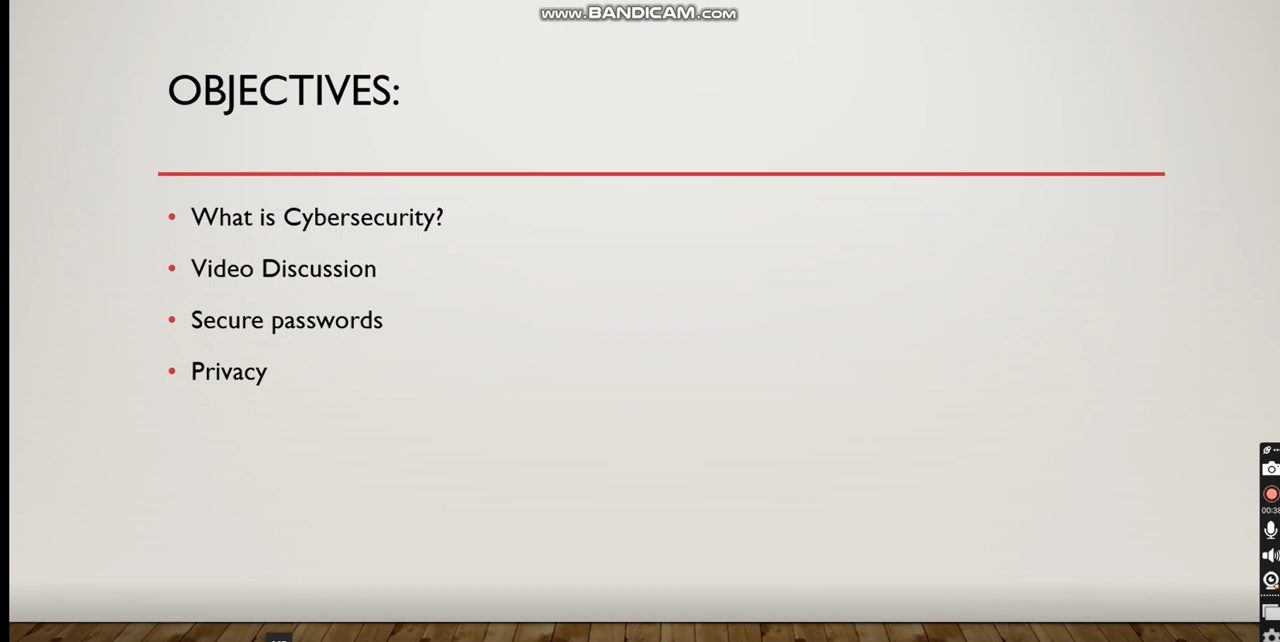 www.BANDICAM.com
OBJECTIVES:
• What is Cybersecurity?
• Video Discussion
• Secure passwords
• Privacy